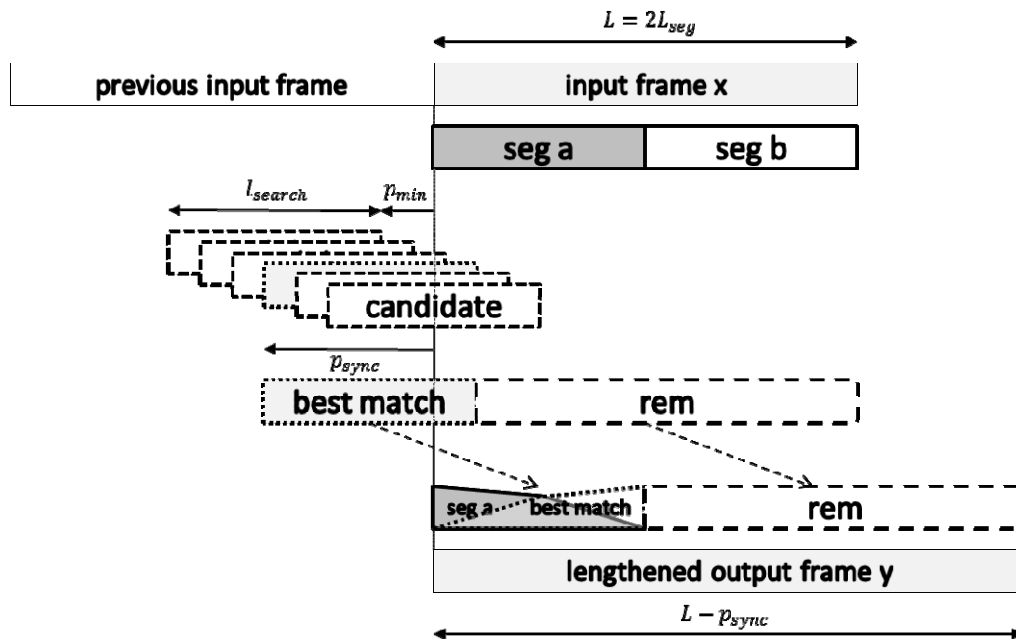 L = 2L_seg
previous input frame
input frame x
seg a
seg b
l_search
p_min
candidate
p_sync
best match
rem
seg a
best match
rem
lengthened output frame y
L − p_sync